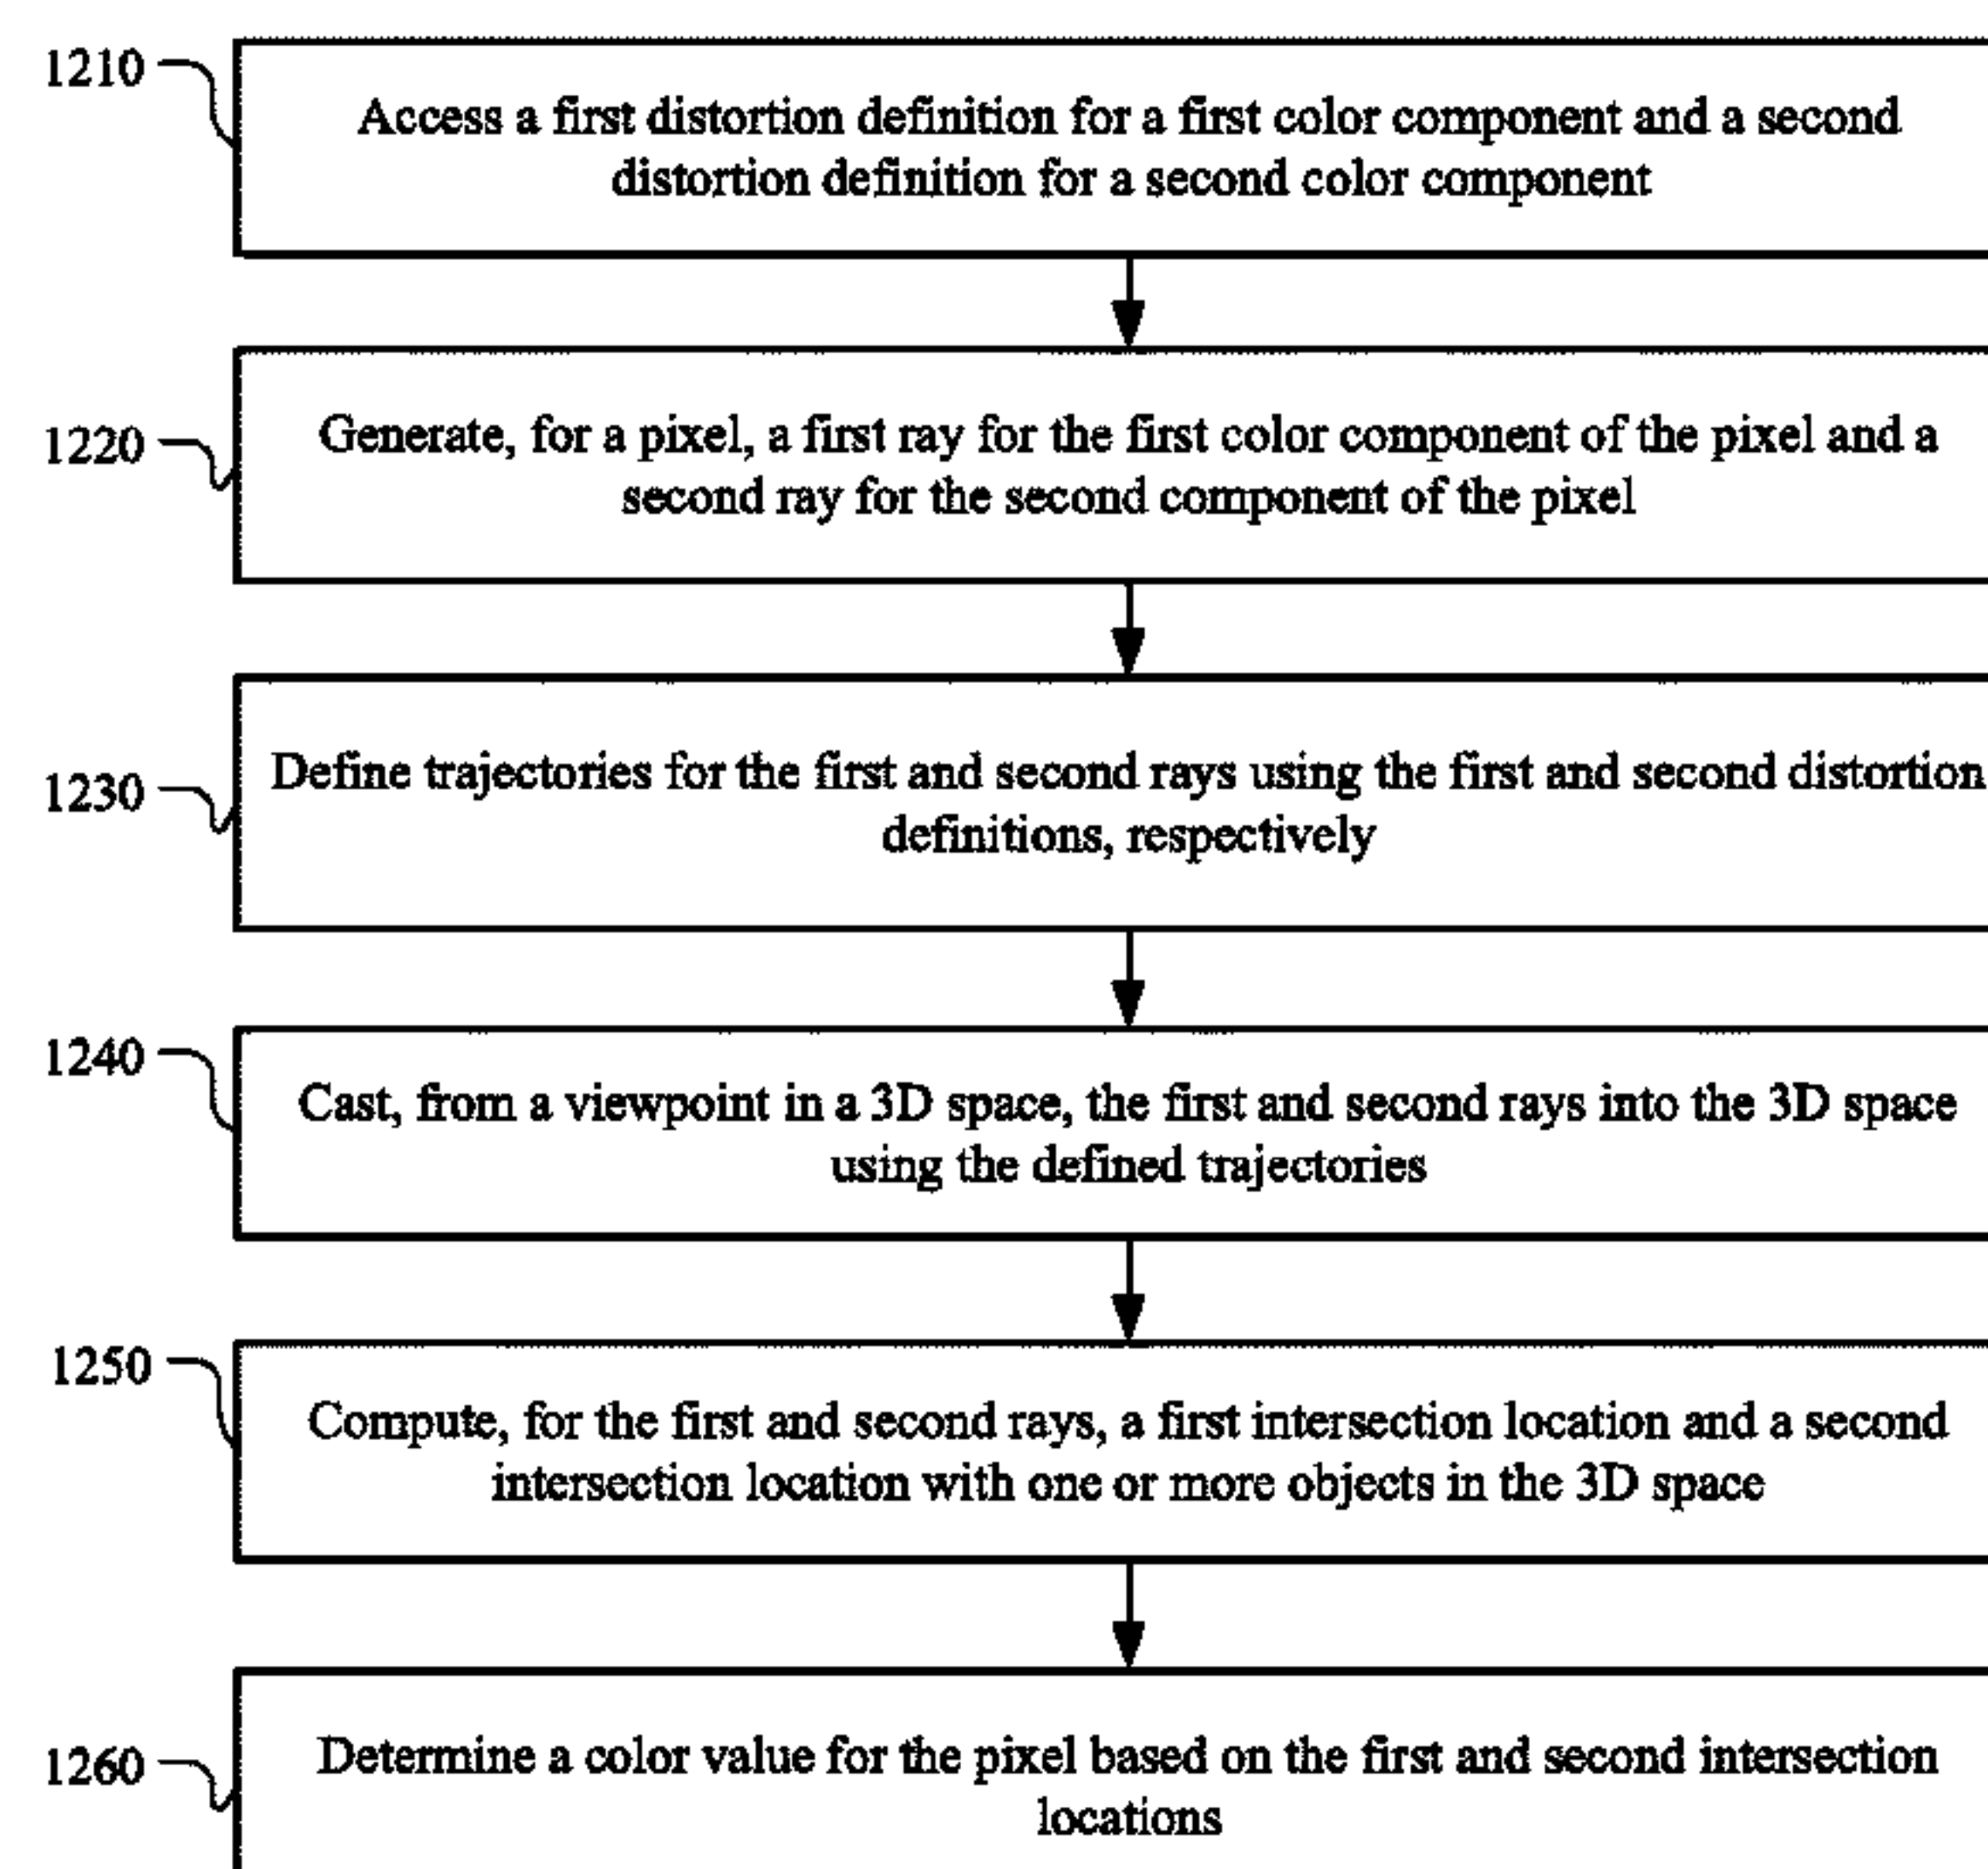 1210
Access a first distortion definition for a first color component and a second
distortion definition for a second color component
1220
Generate, for a pixel, a first ray for the first color component of the pixel and a
second ray for the second component of the pixel
1230
Define trajectories for the first and second rays using the first and second distortion
definitions, respectively
1240
Cast, from a viewpoint in a 3D space, the first and second rays into the 3D space
using the defined trajectories
1250
Compute, for the first and second rays, a first intersection location and a second
intersection location with one or more objects in the 3D space
1260
Determine a color value for the pixel based on the first and second intersection
locations